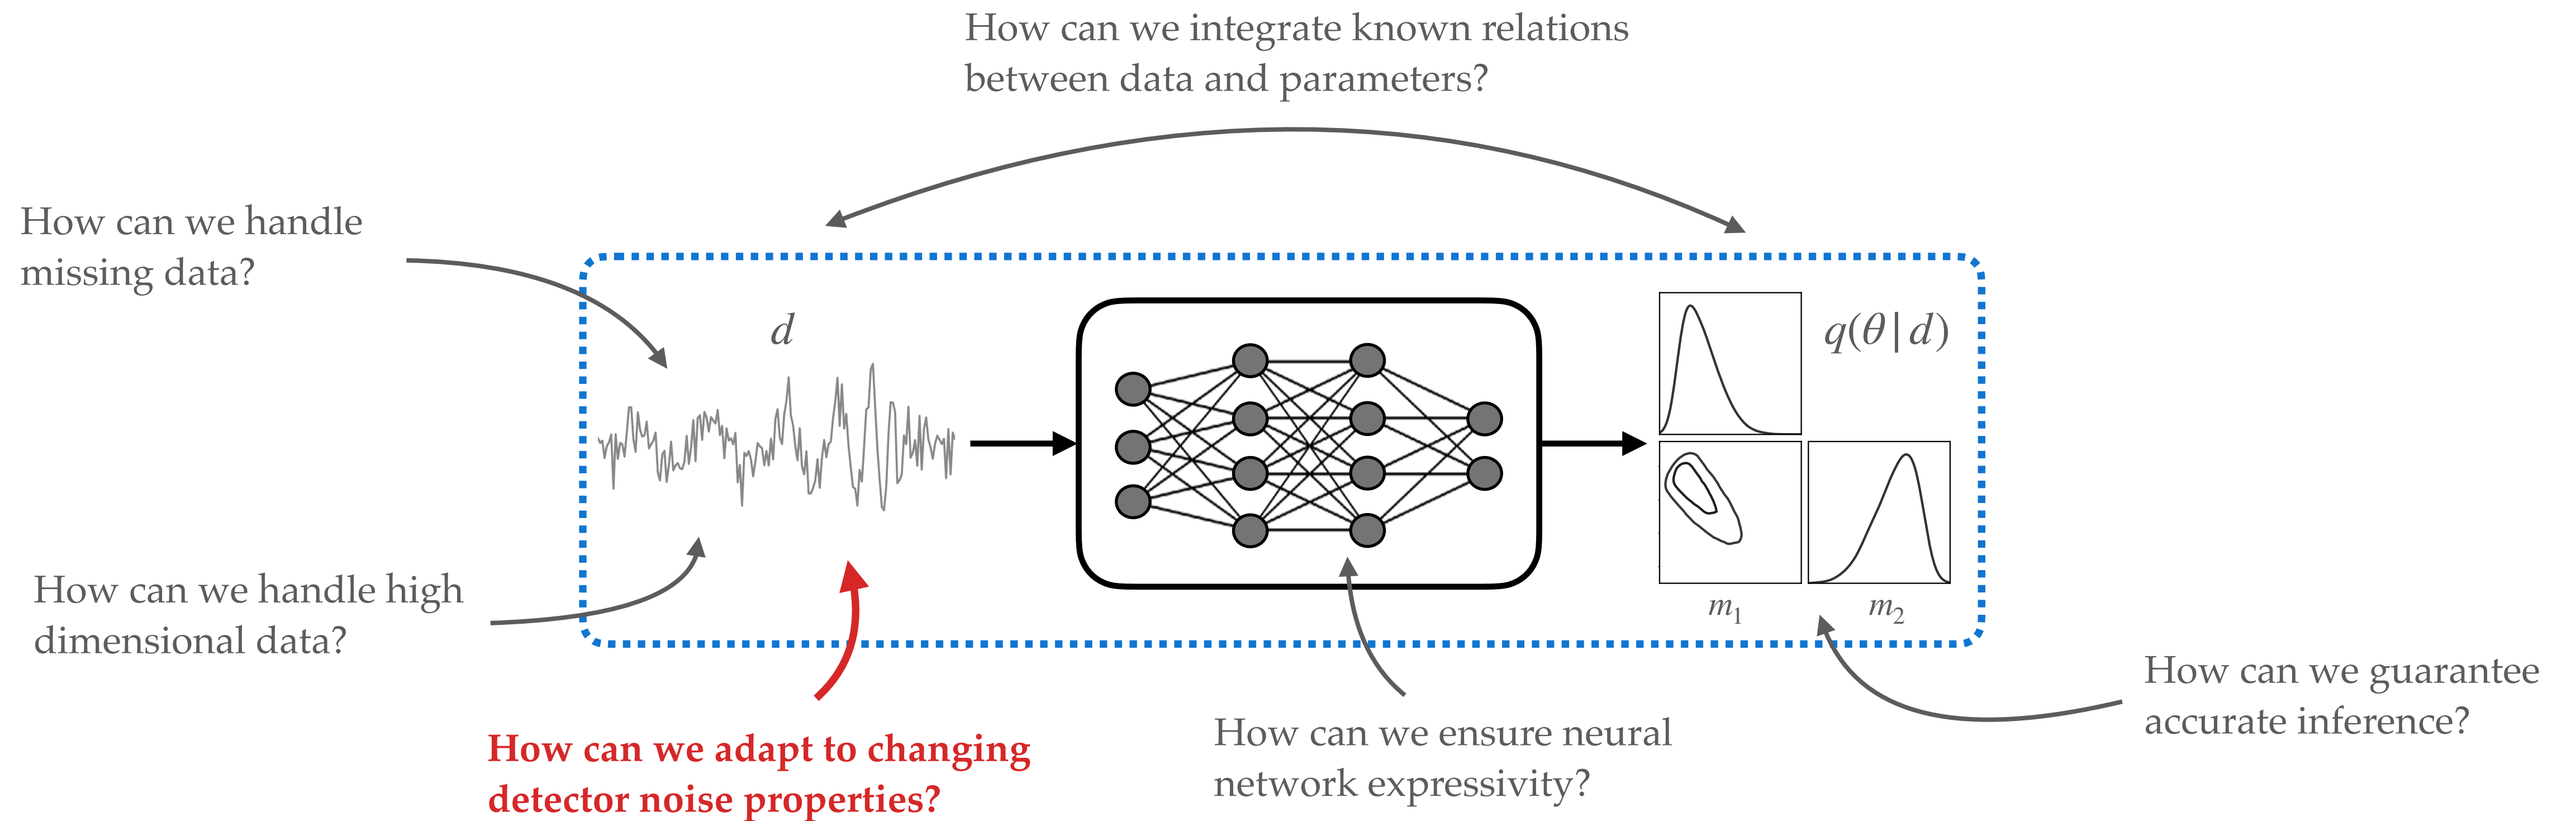 How can we integrate known relations
between data and parameters?
How can we handle
missing data?
d
q(θ|d)
How can we handle high
dimensional data?
m₁
m₂
How can we guarantee
accurate inference?
How can we adapt to changing
detector noise properties?
How can we ensure neural
network expressivity?